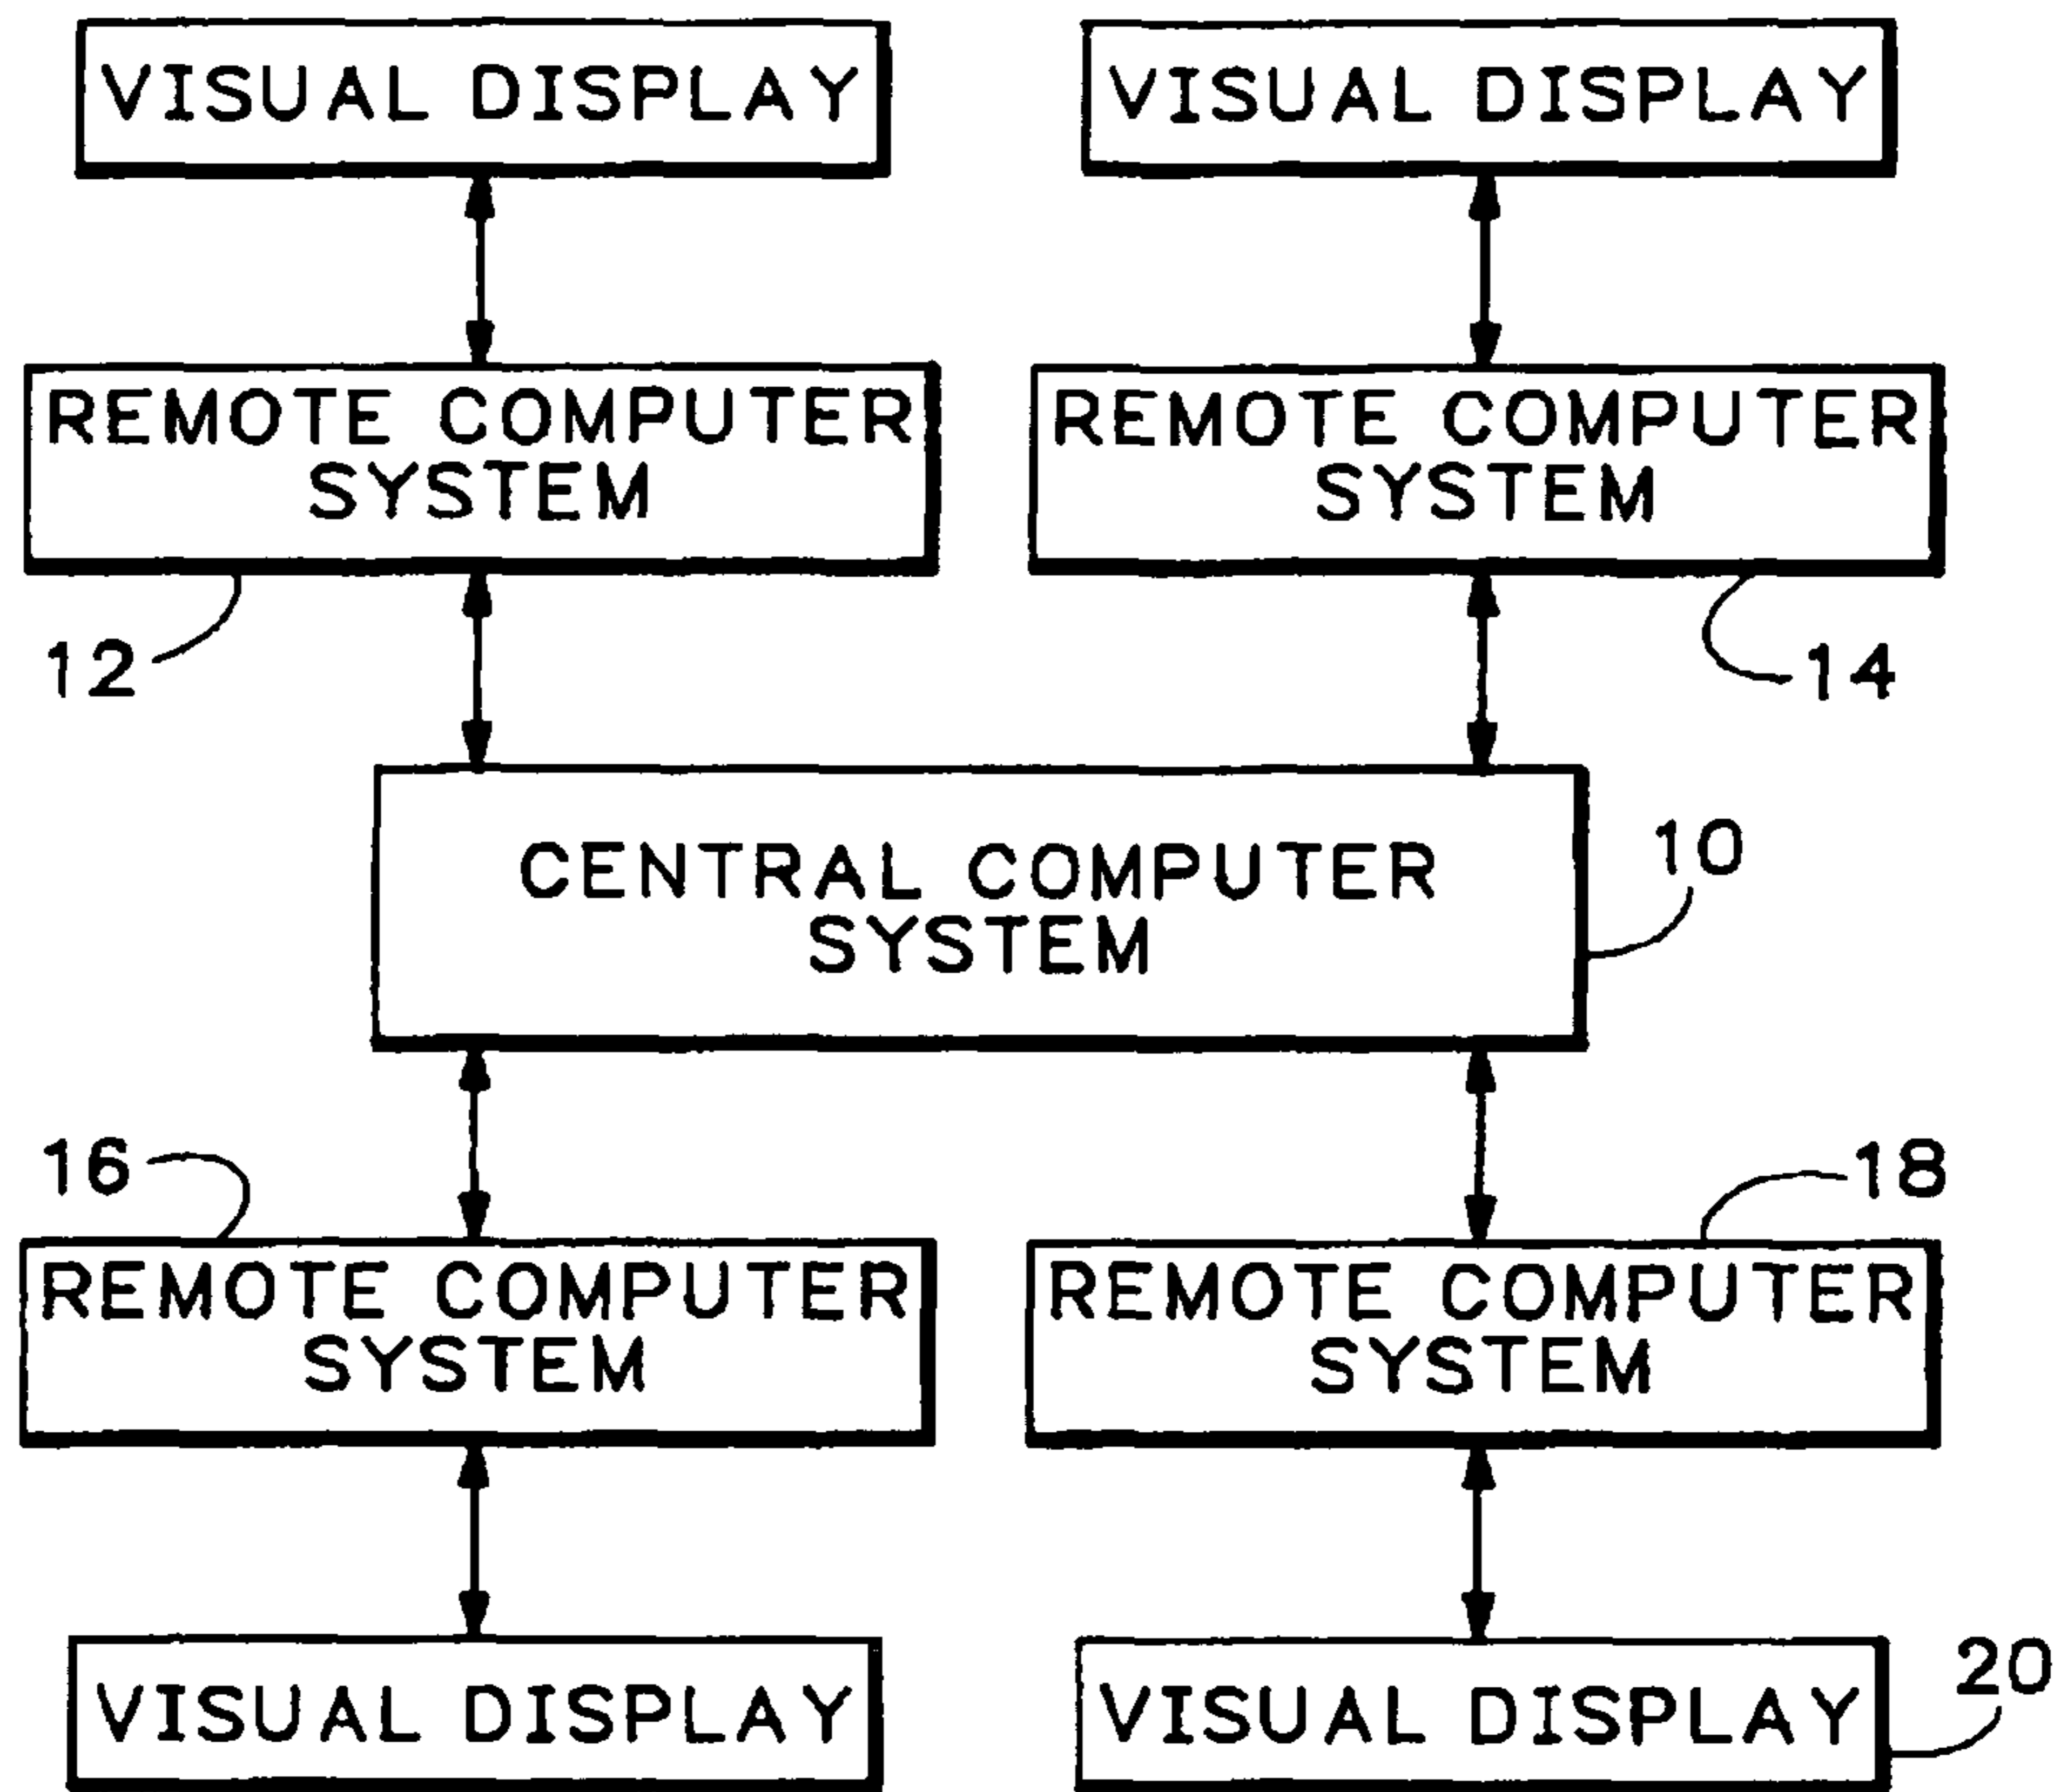 VISUAL DISPLAY
VISUAL DISPLAY
REMOTE COMPUTER
SYSTEM
REMOTE COMPUTER
SYSTEM
12
14
CENTRAL COMPUTER
SYSTEM
10
16
18
REMOTE COMPUTER
SYSTEM
REMOTE COMPUTER
SYSTEM
VISUAL DISPLAY
VISUAL DISPLAY
20